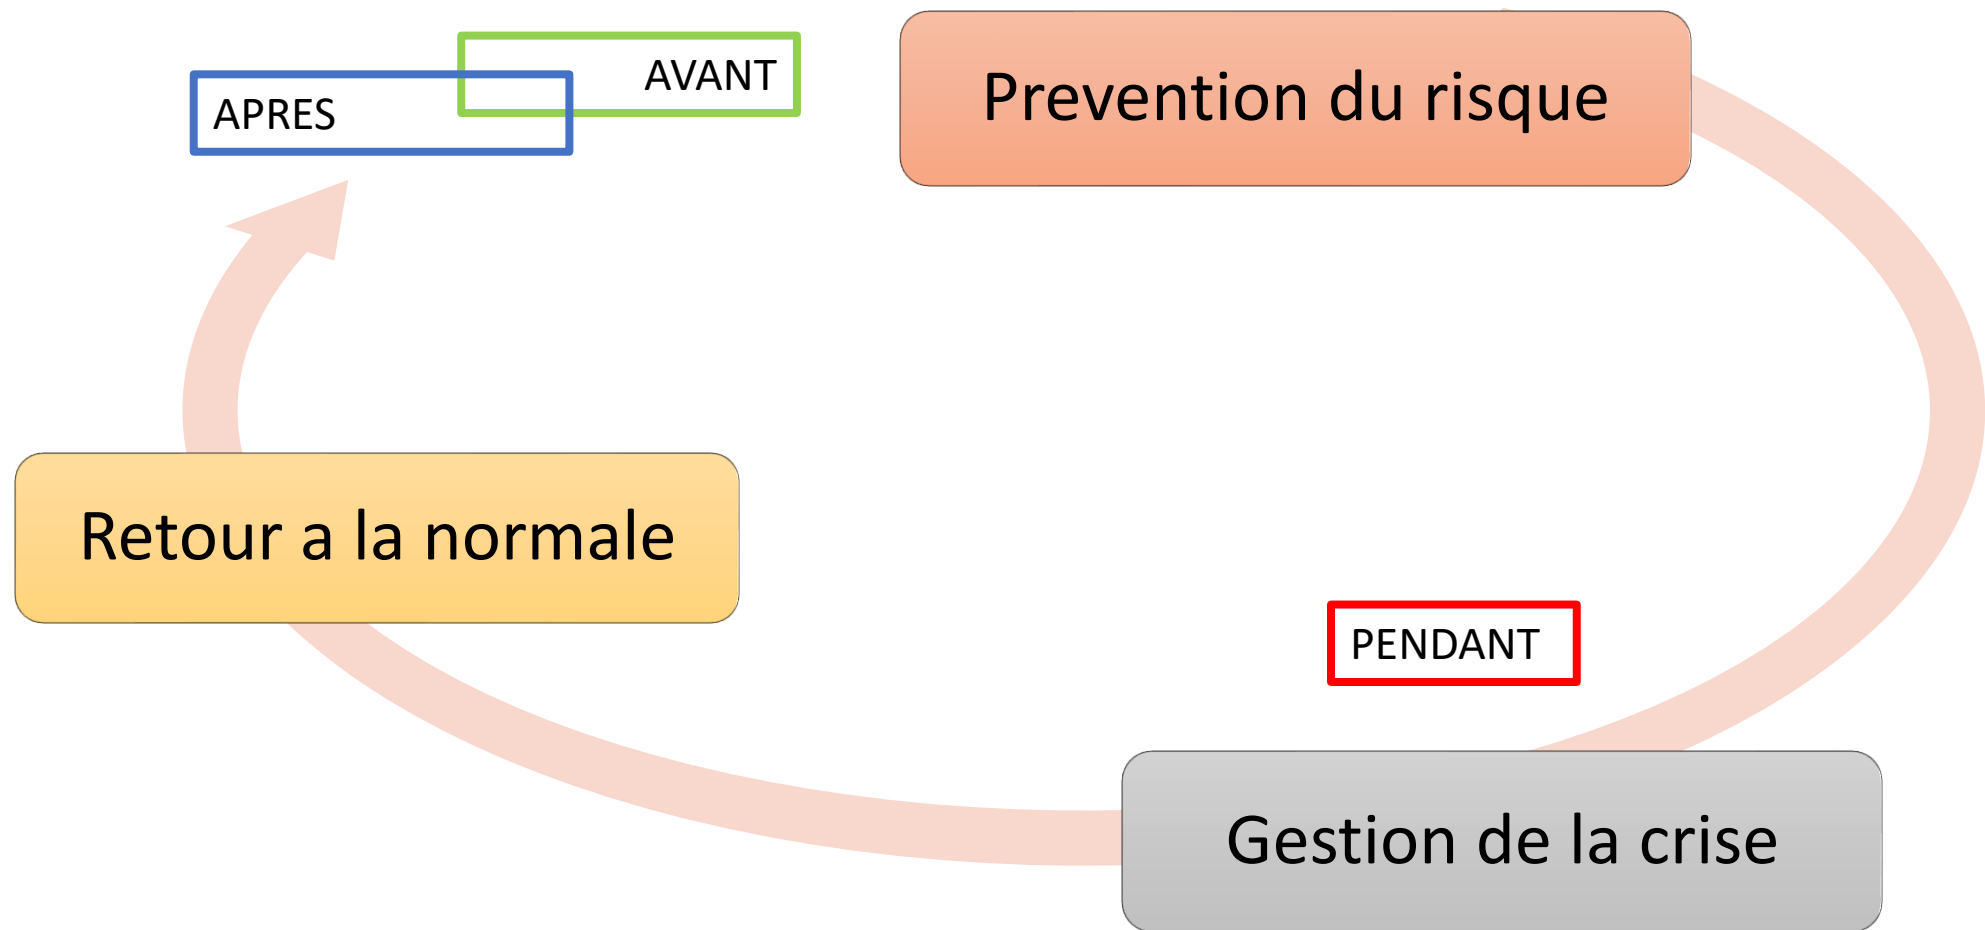 AVANT
APRES
Prevention du risque
Retour a la normale
PENDANT
Gestion de la crise